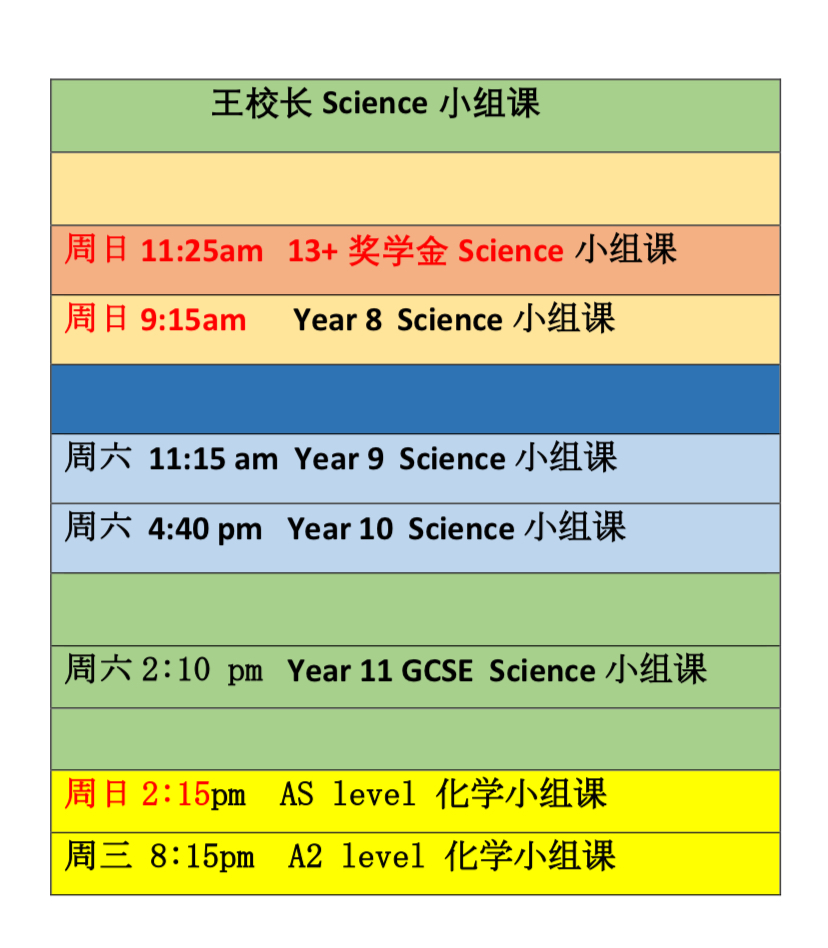 王校长 Science 小组课
周日 11:25am 13+ 奖学金 Science 小组课
周日 9:15am Year 8 Science 小组课
周六 11:15 am Year 9 Science 小组课
周六 4:40 pm Year 10 Science 小组课
周六 2:10 pm Year 11 GCSE Science 小组课
周日 2:15pm AS level 化学小组课
周三 8:15pm A2 level 化学小组课